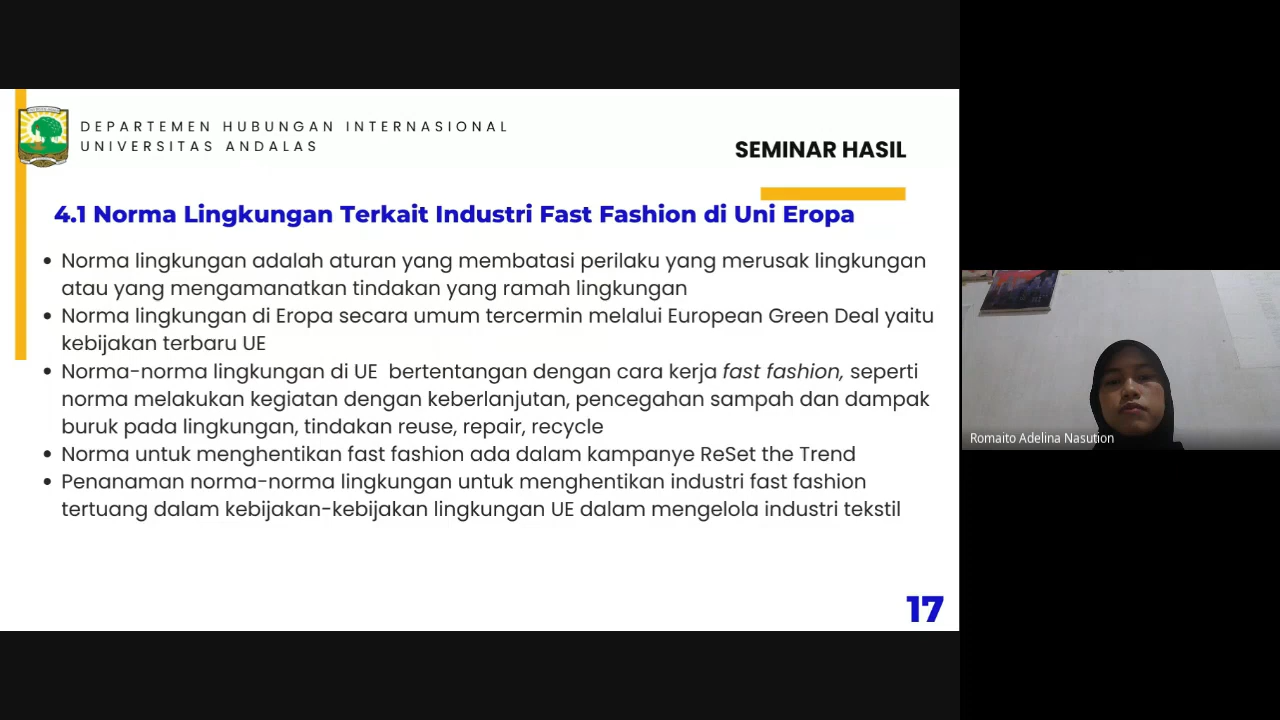 DEPARTEMEN HUBUNGAN INTERNASIONAL
UNIVERSITAS ANDALAS
SEMINAR HASIL
4.1 Norma Lingkungan Terkait Industri Fast Fashion di Uni Eropa
• Norma lingkungan adalah aturan yang membatasi perilaku yang merusak lingkungan
atau yang mengamanatkan tindakan yang ramah lingkungan
• Norma lingkungan di Eropa secara umum tercermin melalui European Green Deal yaitu
kebijakan terbaru UE
• Norma-norma lingkungan di UE bertentangan dengan cara kerja fast fashion, seperti
norma melakukan kegiatan dengan keberlanjutan, pencegahan sampah dan dampak
buruk pada lingkungan, tindakan reuse, repair, recycle
• Norma untuk menghentikan fast fashion ada dalam kampanye ReSet the Trend
• Penanaman norma-norma lingkungan untuk menghentikan industri fast fashion
tertuang dalam kebijakan-kebijakan lingkungan UE dalam mengelola industri tekstil
17
Romaito Adelina Nasution